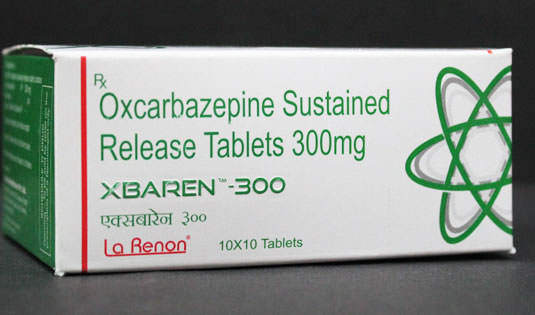 Rx
Oxcarbazepine Sustained
Release Tablets 300mg
XBAREN™-300
एक्सबारेन ३००
La Renon®
10X10 Tablets